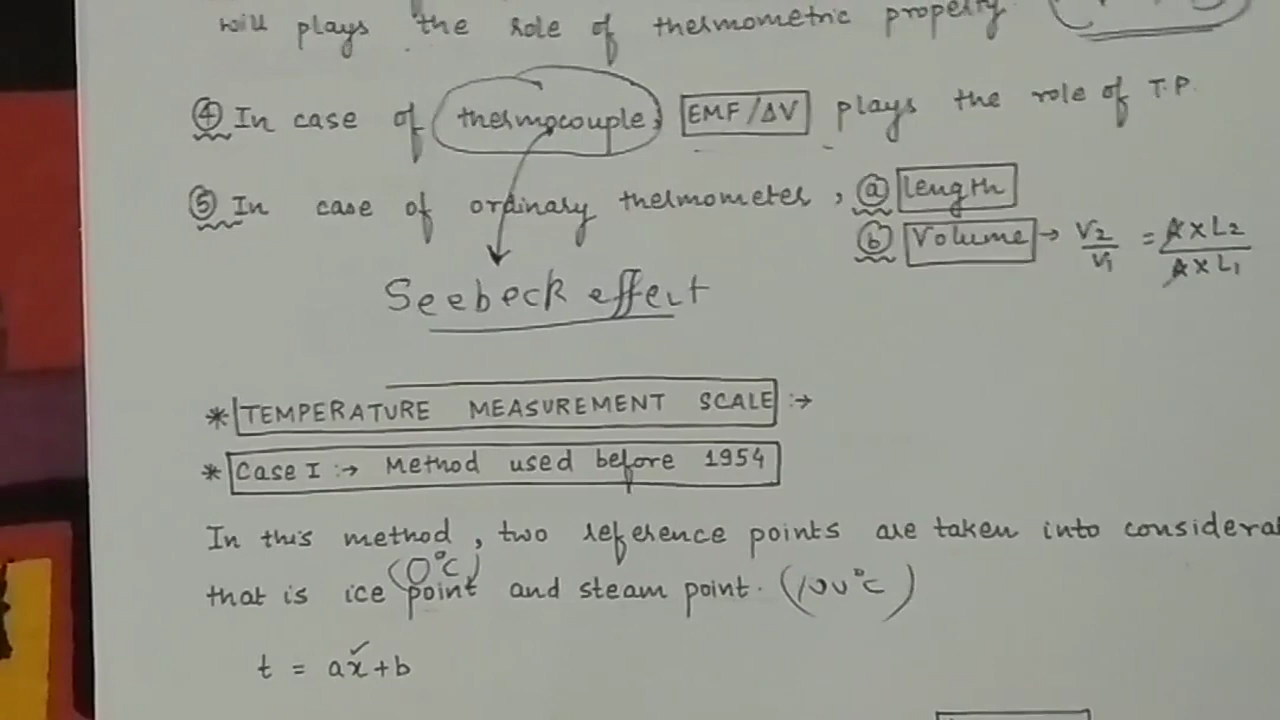 will plays the role of thermometric property.
④ In case of thermocouple, EMF/ΔV plays the role of T.P.
⑤ In case of ordinary thermometer, ⓐ Length
ⓑ Volume → V2/V1 = A×L2/A×L1
Seebeck effect
* TEMPERATURE MEASUREMENT SCALE :→
* Case I :→ Method used before 1954
In this method, two reference points are taken into considerat
(0°C)
that is ice point and steam point. (100°C)
t = ax+b